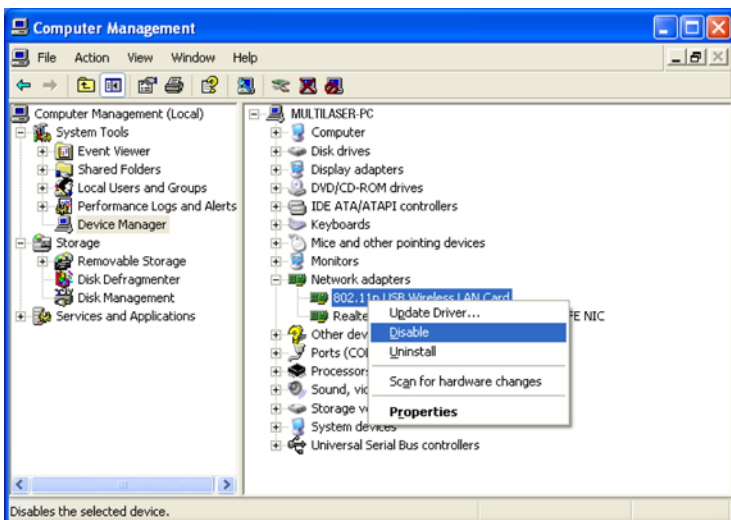 Computer Management
File Action View Window Help
Computer Management (Local)
System Tools
Event Viewer
Shared Folders
Local Users and Groups
Performance Logs and Alerts
Device Manager
Storage
Removable Storage
Disk Defragmenter
Disk Management
Services and Applications
MULTILASER-PC
Computer
Disk drives
Display adapters
DVD/CD-ROM drives
IDE ATA/ATAPI controllers
Keyboards
Mice and other pointing devices
Monitors
Network adapters
802.11n USB Wireless LAN Card
Realte FE NIC
Other dev
Ports (CO
Processor
Sound, vid
Storage v
System devices
Universal Serial Bus controllers
Update Driver...
Disable
Uninstall
Scan for hardware changes
Properties
Disables the selected device.